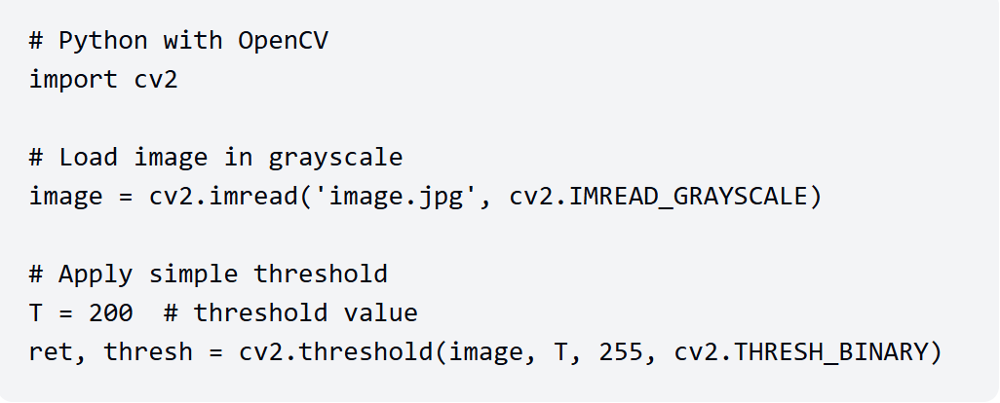 # Python with OpenCV
import cv2
# Load image in grayscale
image = cv2.imread('image.jpg', cv2.IMREAD_GRAYSCALE)
# Apply simple threshold
T = 200  # threshold value
ret, thresh = cv2.threshold(image, T, 255, cv2.THRESH_BINARY)